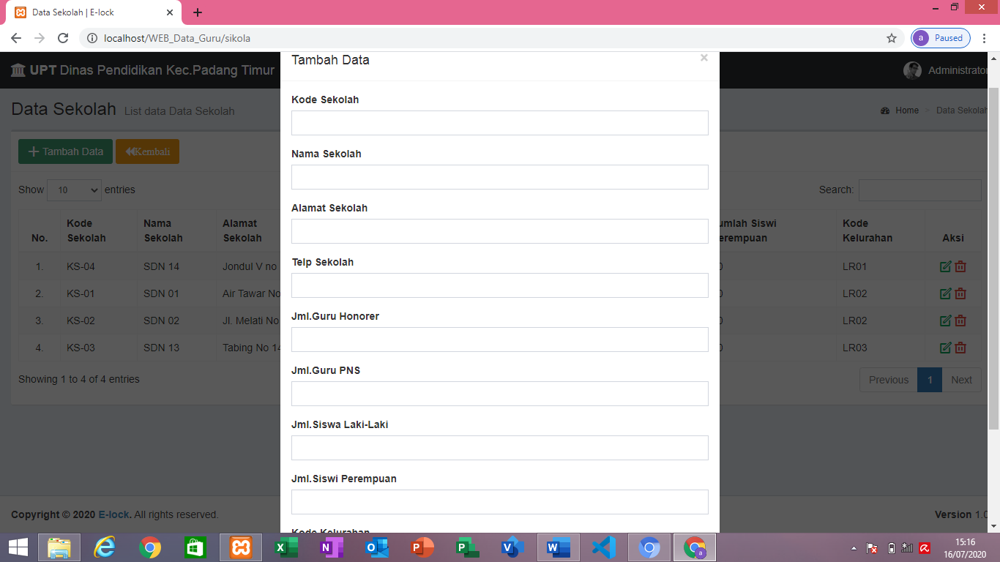 Data Sekolah | E-lock
localhost/WEB_Data_Guru/sikola
a Paused
UPT Dinas Pendidikan Kec.Padang Timur
Administrator
Data Sekolah List data Data Sekolah
Home > Data Sekolah
Tambah Data
Kembali
Show 10 entries
Search:
No. Kode Sekolah Nama Sekolah Alamat Sekolah umlah Siswi erempuan Kode Kelurahan Aksi
1. KS-04 SDN 14 Jondul V no LR01
2. KS-01 SDN 01 Air Tawar No LR02
3. KS-02 SDN 02 Jl. Melati No LR02
4. KS-03 SDN 13 Tabing No 14 LR03
Showing 1 to 4 of 4 entries
Previous 1 Next
Tambah Data ×
Kode Sekolah
Nama Sekolah
Alamat Sekolah
Telp Sekolah
Jml.Guru Honorer
Jml.Guru PNS
Jml.Siswa Laki-Laki
Jml.Siswi Perempuan
Kode Kelurahan
Copyright © 2020 E-lock. All rights reserved.
Version 1.0
15:16
16/07/2020